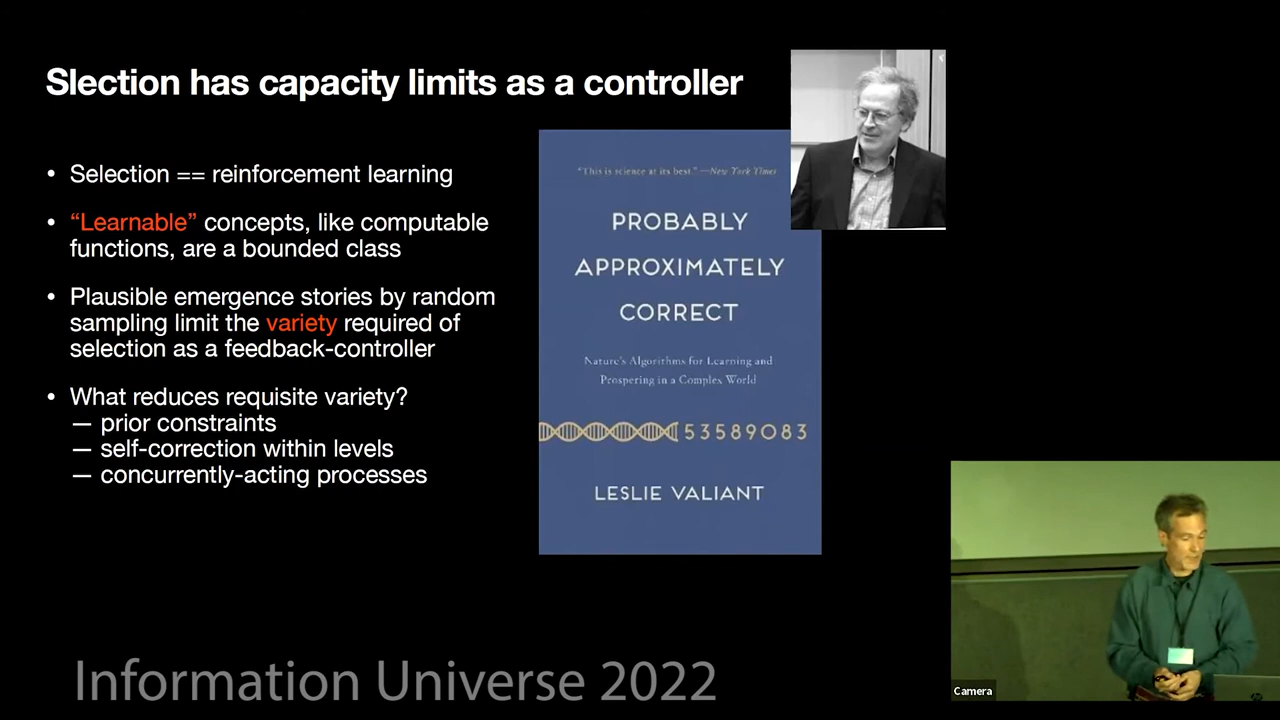 Slection has capacity limits as a controller
• Selection == reinforcement learning
• “Learnable” concepts, like computable
functions, are a bounded class
• Plausible emergence stories by random
sampling limit the variety required of
selection as a feedback-controller
• What reduces requisite variety?
— prior constraints
— self-correction within levels
— concurrently-acting processes
“This is science at its best.” —New York Times
PROBABLY
APPROXIMATELY
CORRECT
Nature's Algorithms for Learning and
Prospering in a Complex World
53589083
LESLIE VALIANT
Information Universe 2022
Camera